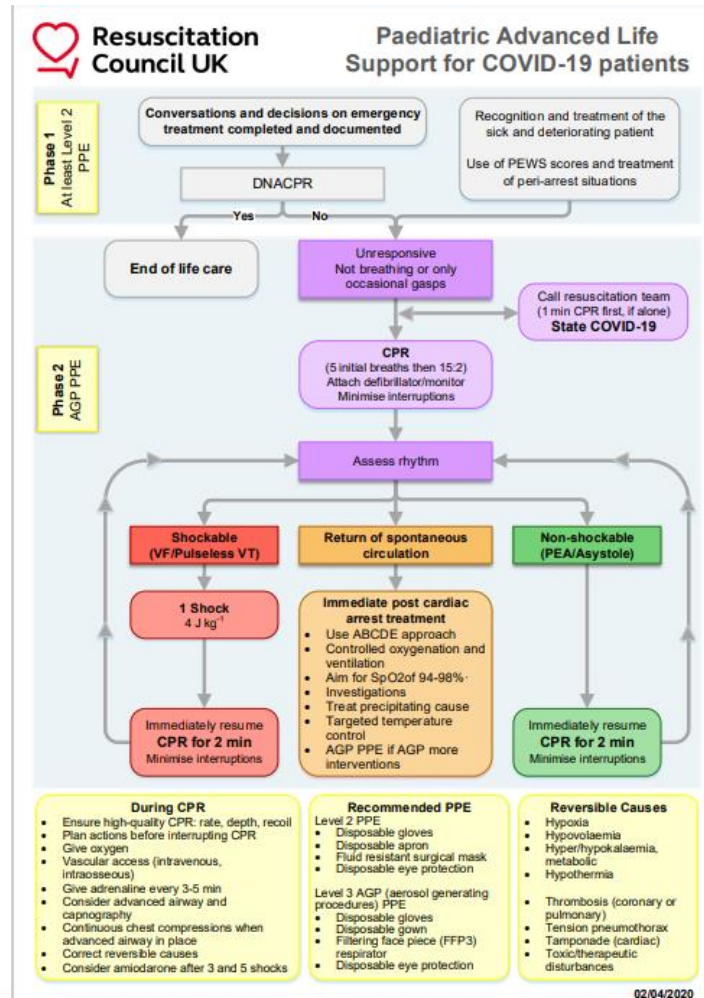 Resuscitation
Council UK
Paediatric Advanced Life
Support for COVID-19 patients
Phase 1
At least Level 2
PPE
Conversations and decisions on emergency
treatment completed and documented
Recognition and treatment of the
sick and deteriorating patient
Use of PEWS scores and treatment
of peri-arrest situations
DNACPR
Yes
No
Phase 2
AGP PPE
End of life care
Unresponsive
Not breathing or only
occasional gasps
Call resuscitation team
(1 min CPR first, if alone)
State COVID-19
CPR
(5 initial breaths then 15:2)
Attach defibrillator/monitor
Minimise interruptions
Assess rhythm
Shockable
(VF/Pulseless VT)
Return of spontaneous
circulation
Non-shockable
(PEA/Asystole)
1 Shock
4 J kg⁻¹
Immediate post cardiac
arrest treatment
• Use ABCDE approach
• Controlled oxygenation and
ventilation
• Aim for SpO2of 94-98%·
• Investigations
• Treat precipitating cause
• Targeted temperature
control
• AGP PPE if AGP more
interventions
Immediately resume
CPR for 2 min
Minimise interruptions
Immediately resume
CPR for 2 min
Minimise interruptions
During CPR
• Ensure high-quality CPR: rate, depth, recoil
• Plan actions before interrupting CPR
• Give oxygen
• Vascular access (intravenous,
intraosseous)
• Give adrenaline every 3-5 min
• Consider advanced airway and
capnography
• Continuous chest compressions when
advanced airway in place
• Correct reversible causes
• Consider amiodarone after 3 and 5 shocks
Recommended PPE
Level 2 PPE
• Disposable gloves
• Disposable apron
• Fluid resistant surgical mask
• Disposable eye protection
Level 3 AGP (aerosol generating
procedures) PPE
• Disposable gloves
• Disposable gown
• Filtering face piece (FFP3)
respirator
• Disposable eye protection
Reversible Causes
• Hypoxia
• Hypovolaemia
• Hyper/hypokalaemia,
metabolic
• Hypothermia
• Thrombosis (coronary or
pulmonary)
• Tension pneumothorax
• Tamponade (cardiac)
• Toxic/therapeutic
disturbances
02/04/2020